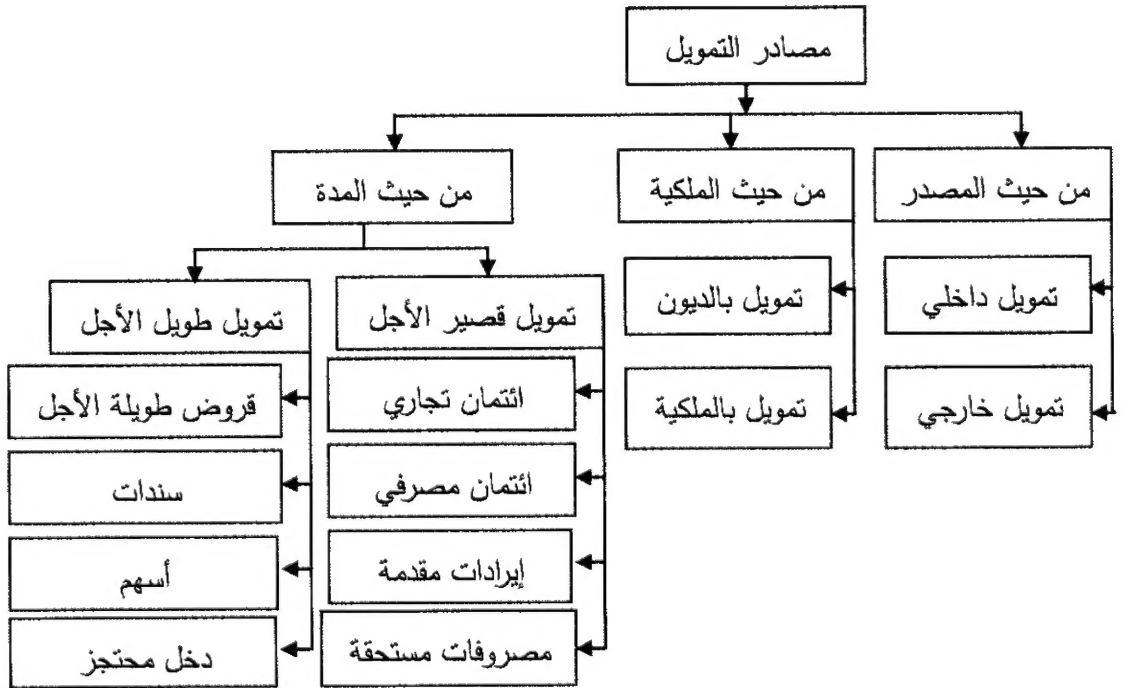 مصادر التمويل
من حيث المصدر
من حيث الملكية
من حيث المدة
تمويل داخلي
تمويل خارجي
تمويل بالديون
تمويل بالملكية
تمويل قصير الأجل
ائتمان تجاري
ائتمان مصرفي
إيرادات مقدمة
مصروفات مستحقة
تمويل طويل الأجل
قروض طويلة الأجل
سندات
أسهم
دخل محتجز